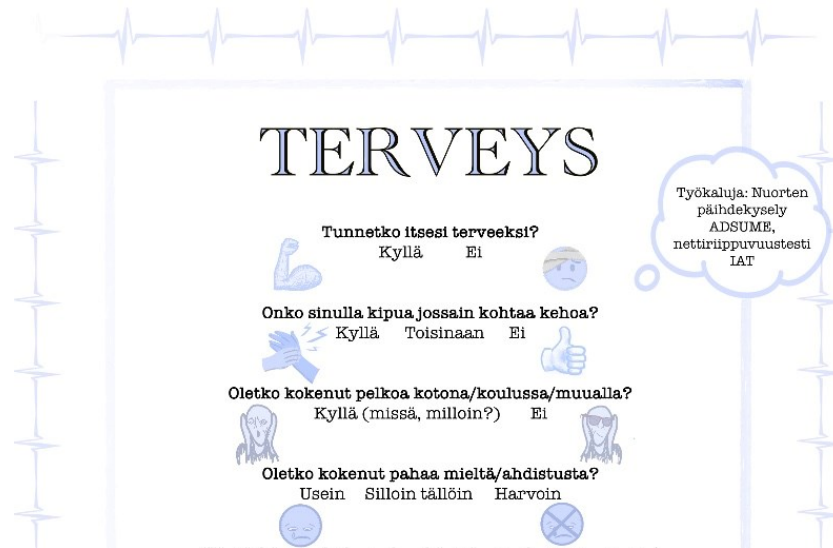 TERVEYS
Työkaluja: Nuorten
päihdekysely
ADSUME,
nettiriippuvuustesti
IAT
Tunnetko itsesi terveeksi?
Kyllä Ei
Onko sinulla kipua jossain kohtaa kehoa?
Kyllä Toisinaan Ei
Oletko kokenut pelkoa kotona/koulussa/muualla?
Kyllä (missä, milloin?) Ei
Oletko kokenut pahaa mieltä/ahdistusta?
Usein Silloin tällöin Harvoin